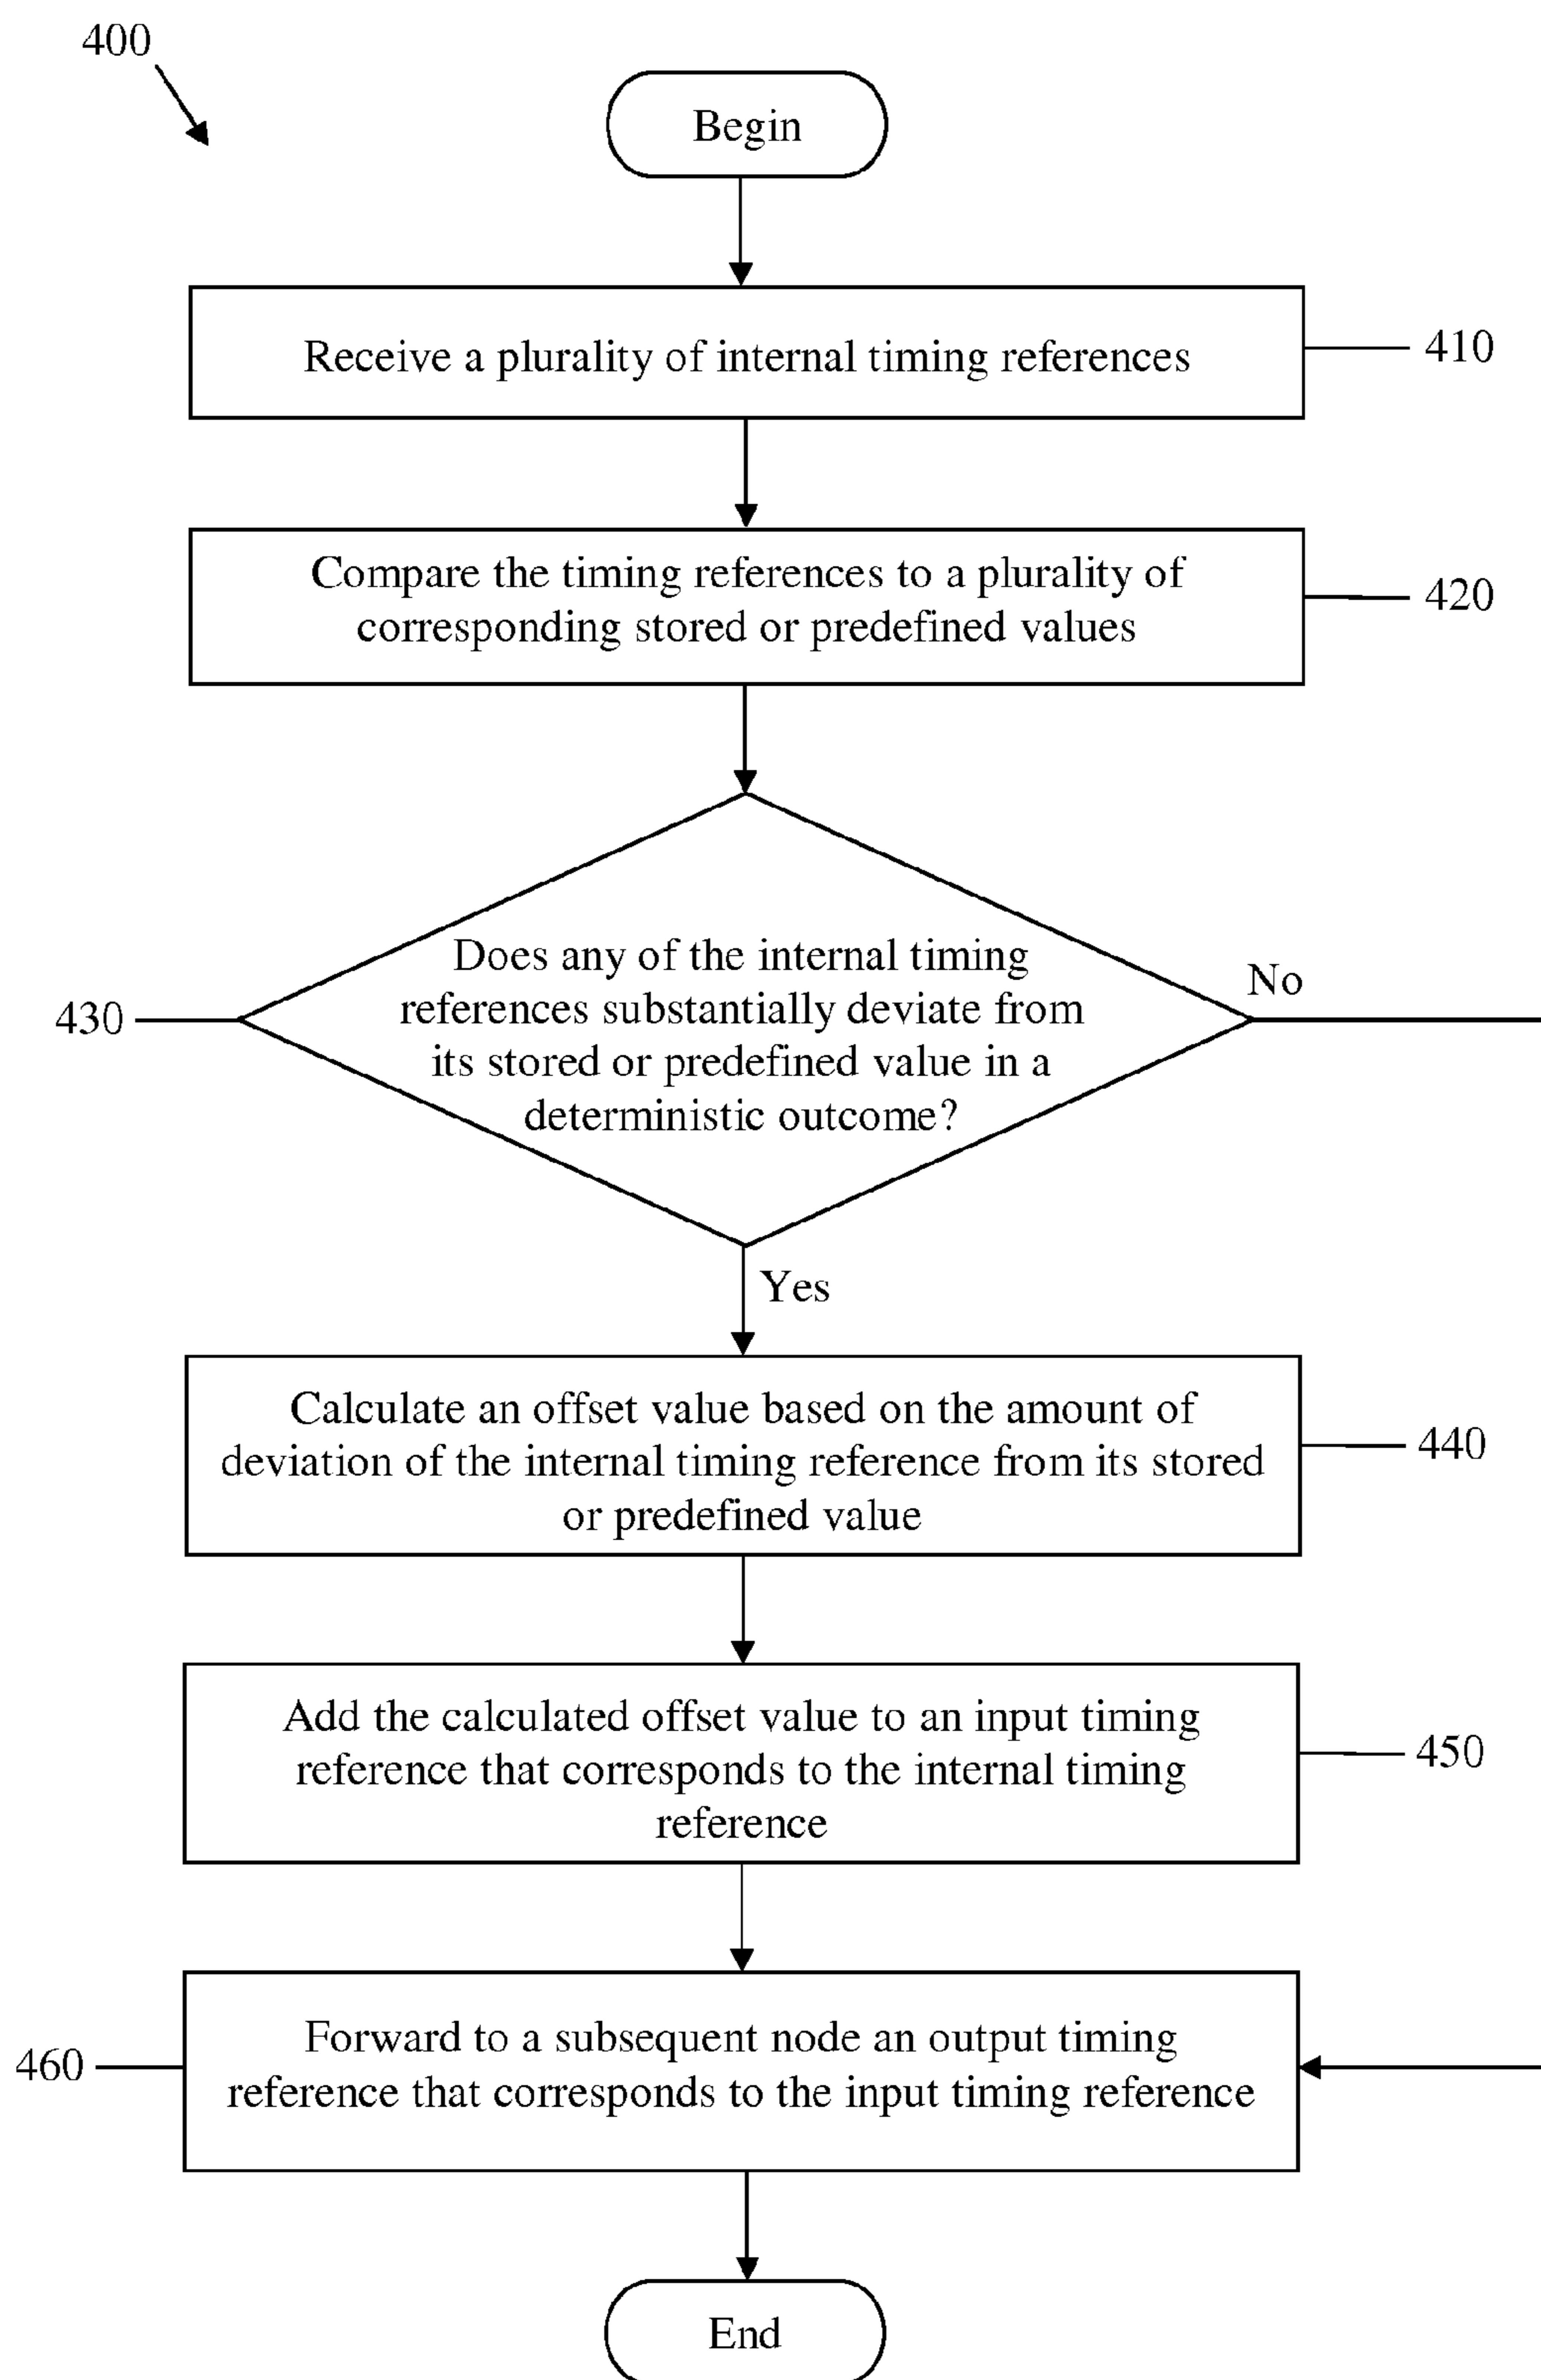 400
Begin
Receive a plurality of internal timing references
410
Compare the timing references to a plurality of
corresponding stored or predefined values
420
Does any of the internal timing
references substantially deviate from
its stored or predefined value in a
deterministic outcome?
430
No
Yes
Calculate an offset value based on the amount of
deviation of the internal timing reference from its stored
or predefined value
440
Add the calculated offset value to an input timing
reference that corresponds to the internal timing
reference
450
Forward to a subsequent node an output timing
reference that corresponds to the input timing reference
460
End